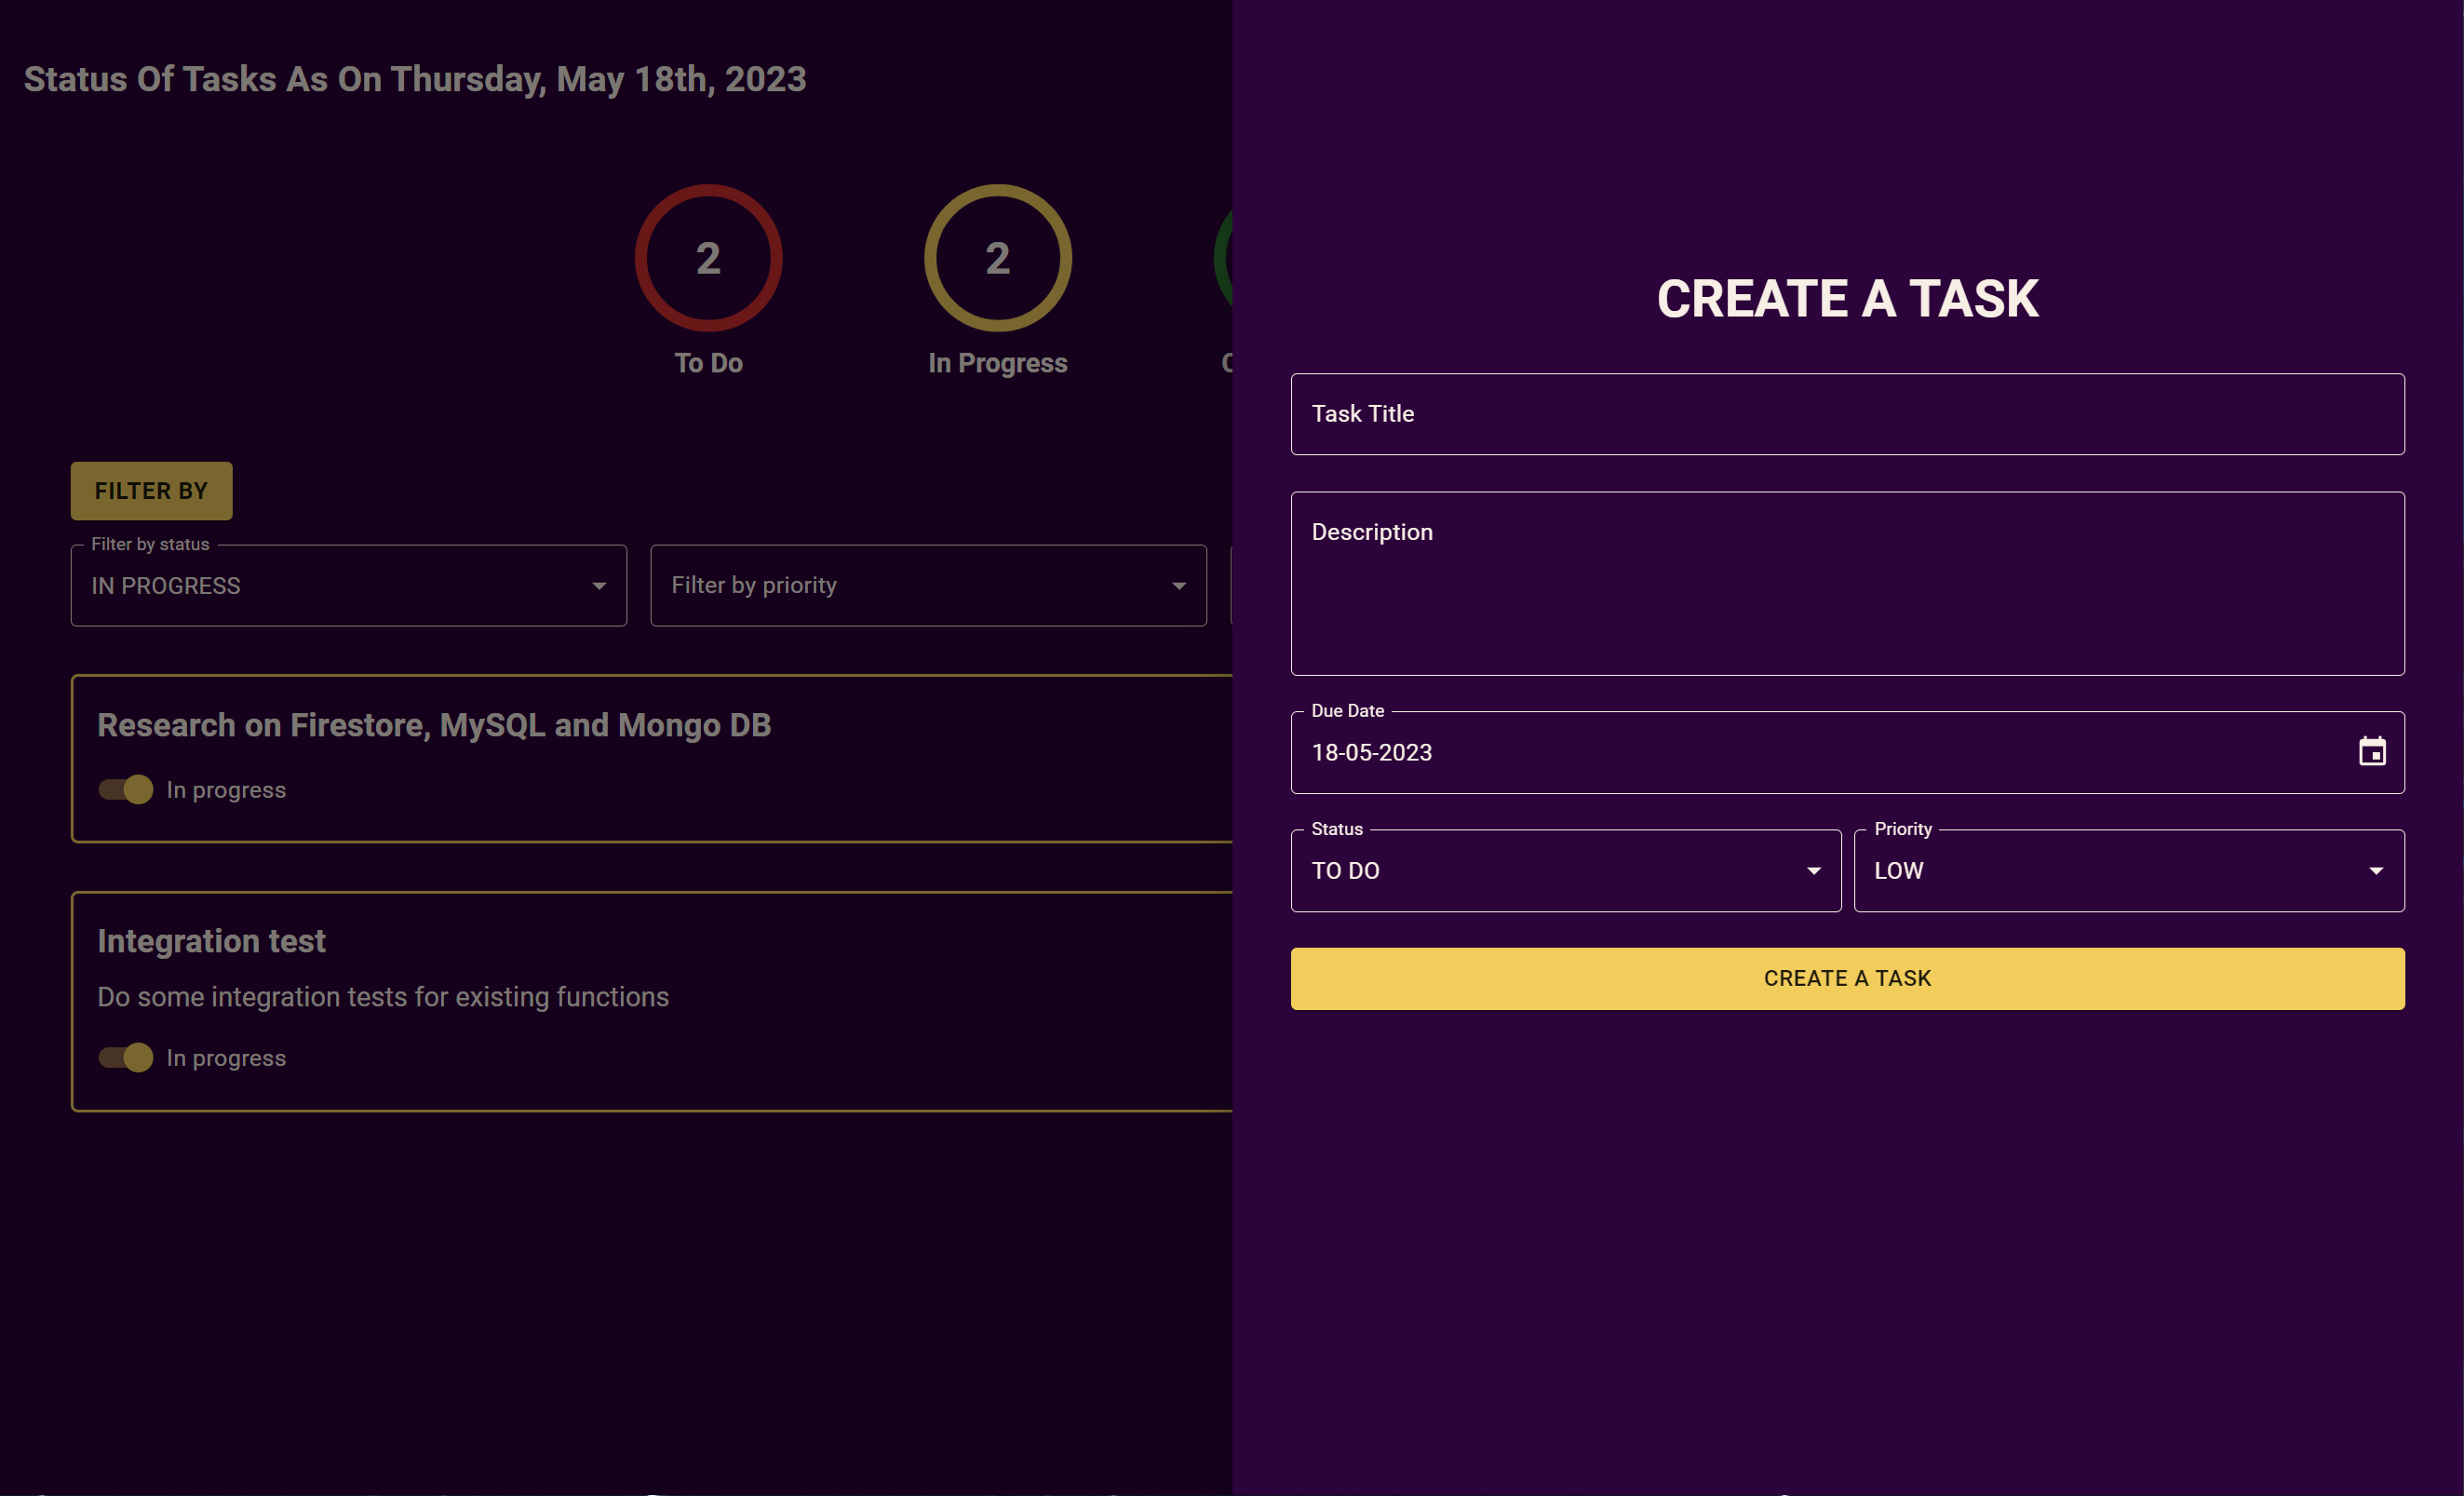 Status Of Tasks As On Thursday, May 18th, 2023
2
2
To Do
In Progress
FILTER BY
Filter by status
IN PROGRESS
Filter by priority
Research on Firestore, MySQL and Mongo DB
In progress
Integration test
Do some integration tests for existing functions
In progress
CREATE A TASK
Task Title
Description
Due Date
18-05-2023
Status
TO DO
Priority
LOW
CREATE A TASK